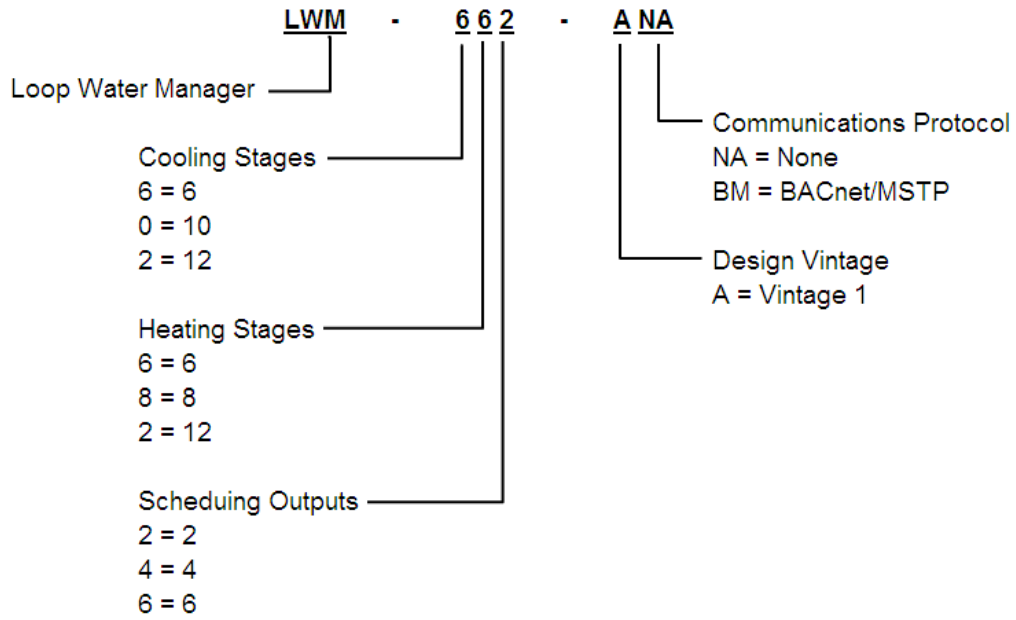 LWM - 6 6 2 - A NA
Loop Water Manager
Cooling Stages
6 = 6
0 = 10
2 = 12
Heating Stages
6 = 6
8 = 8
2 = 12
Scheduing Outputs
2 = 2
4 = 4
6 = 6
Communications Protocol
NA = None
BM = BACnet/MSTP
Design Vintage
A = Vintage 1